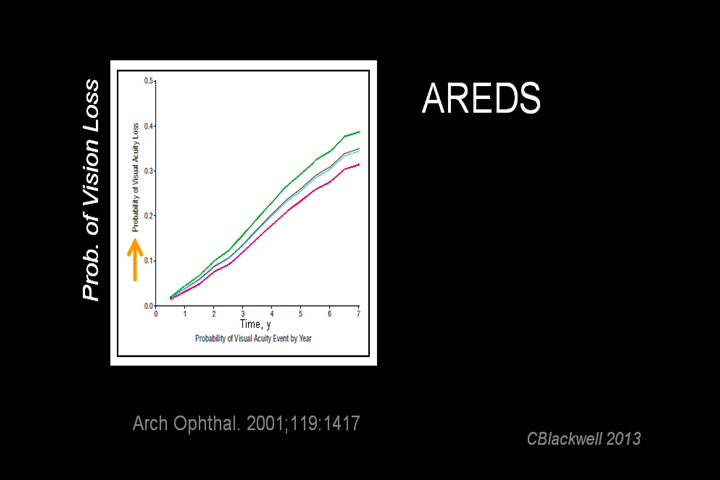 AREDS
Prob. of Vision Loss
Probability of Visual Acuity Loss
0.5
0.4
0.3
0.2
0.1
0.0
0 1 2 3 4 5 6 7
Time, y
Probability of Visual Acuity Event by Year
Arch Ophthal. 2001;119:1417
CBlackwell 2013